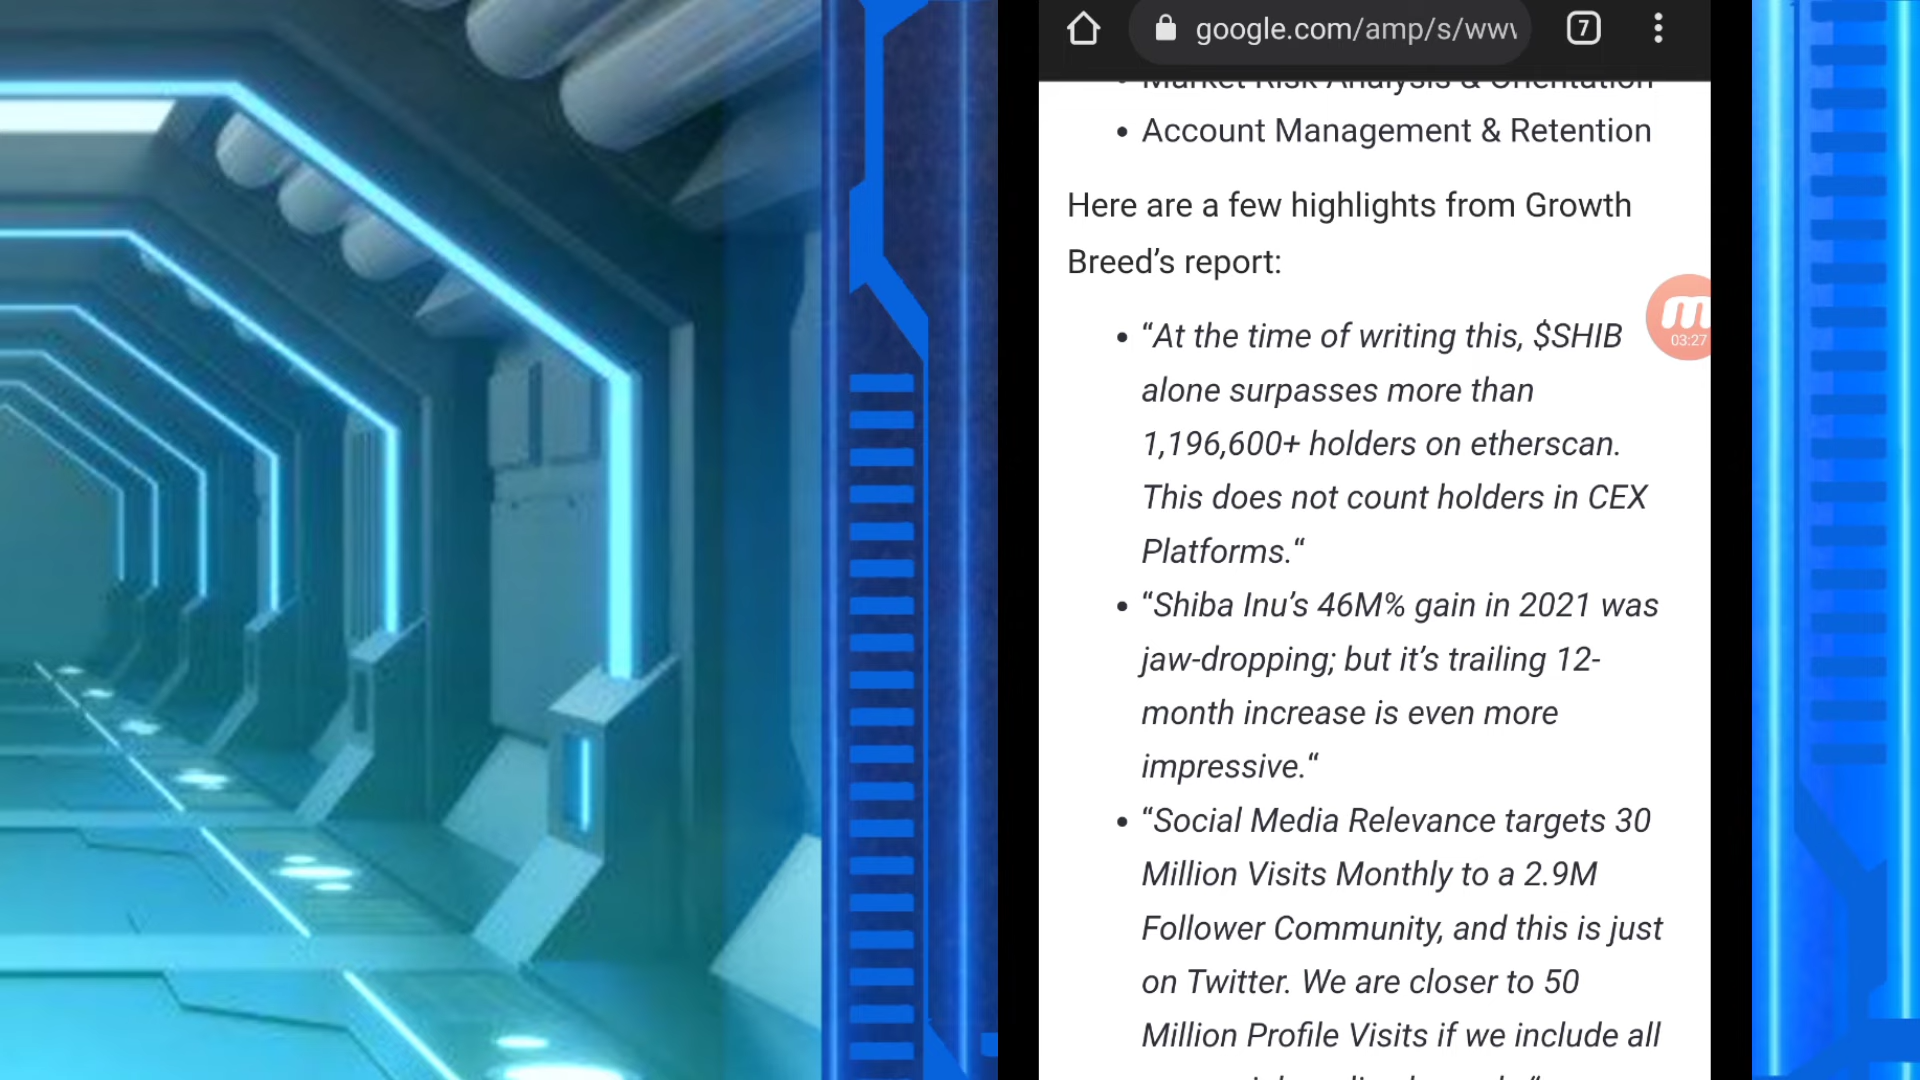 google.com/amp/s/www
7
Market Risk Analysis & Orientation
• Account Management & Retention
Here are a few highlights from Growth
Breed’s report:
• “At the time of writing this, $SHIB
alone surpasses more than
1,196,600+ holders on etherscan.
This does not count holders in CEX
Platforms.“
• “Shiba Inu’s 46M% gain in 2021 was
jaw-dropping; but it’s trailing 12-
month increase is even more
impressive.“
• “Social Media Relevance targets 30
Million Visits Monthly to a 2.9M
Follower Community, and this is just
on Twitter. We are closer to 50
Million Profile Visits if we include all
m
03:27